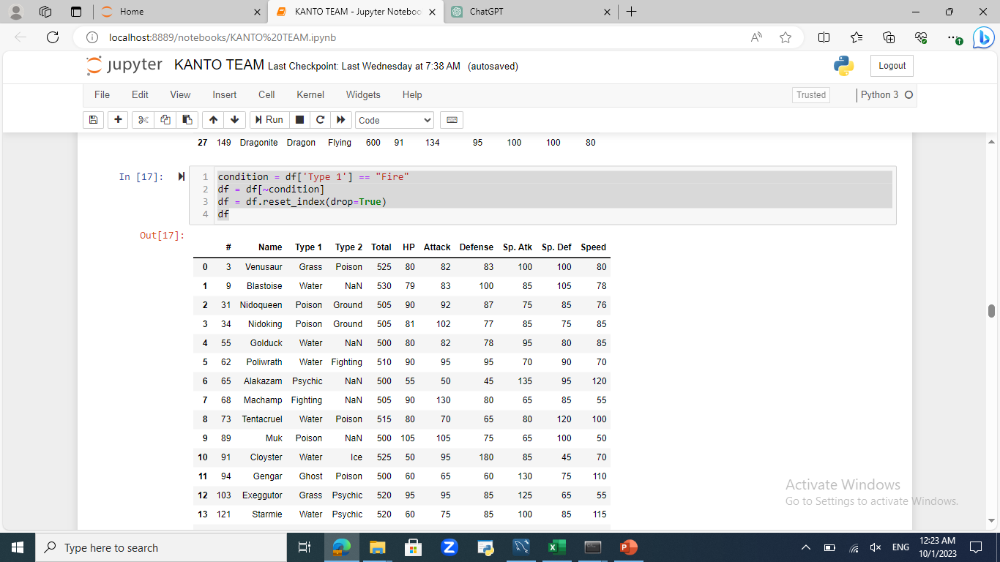 Home
KANTO TEAM - Jupyter Noteboo
ChatGPT
localhost:8889/notebooks/KANTO%20TEAM.ipynb
jupyter KANTO TEAM Last Checkpoint: Last Wednesday at 7:38 AM (autosaved)
Logout
File Edit View Insert Cell Kernel Widgets Help
Trusted
Python 3
Run
Code
27 149 Dragonite Dragon Flying 600 91 134 95 100 100 80
In [17]:
1 condition = df['Type 1'] == "Fire"
2 df = df[~condition]
3 df = df.reset_index(drop=True)
4 df
Out[17]:
# Name Type 1 Type 2 Total HP Attack Defense Sp. Atk Sp. Def Speed
0 3 Venusaur Grass Poison 525 80 82 83 100 100 80
1 9 Blastoise Water NaN 530 79 83 100 85 105 78
2 31 Nidoqueen Poison Ground 505 90 92 87 75 85 76
3 34 Nidoking Poison Ground 505 81 102 77 85 75 85
4 55 Golduck Water NaN 500 80 82 78 95 80 85
5 62 Poliwrath Water Fighting 510 90 95 95 70 90 70
6 65 Alakazam Psychic NaN 500 55 50 45 135 95 120
7 68 Machamp Fighting NaN 505 90 130 80 65 85 55
8 73 Tentacruel Water Poison 515 80 70 65 80 120 100
9 89 Muk Poison NaN 500 105 105 75 65 100 50
10 91 Cloyster Water Ice 525 50 95 180 85 45 70
11 94 Gengar Ghost Poison 500 60 65 60 130 75 110
12 103 Exeggutor Grass Psychic 520 95 95 85 125 65 55
13 121 Starmie Water Psychic 520 60 75 85 100 85 115
Activate Windows
Go to Settings to activate Windows.
Type here to search
ENG
12:23 AM
10/1/2023